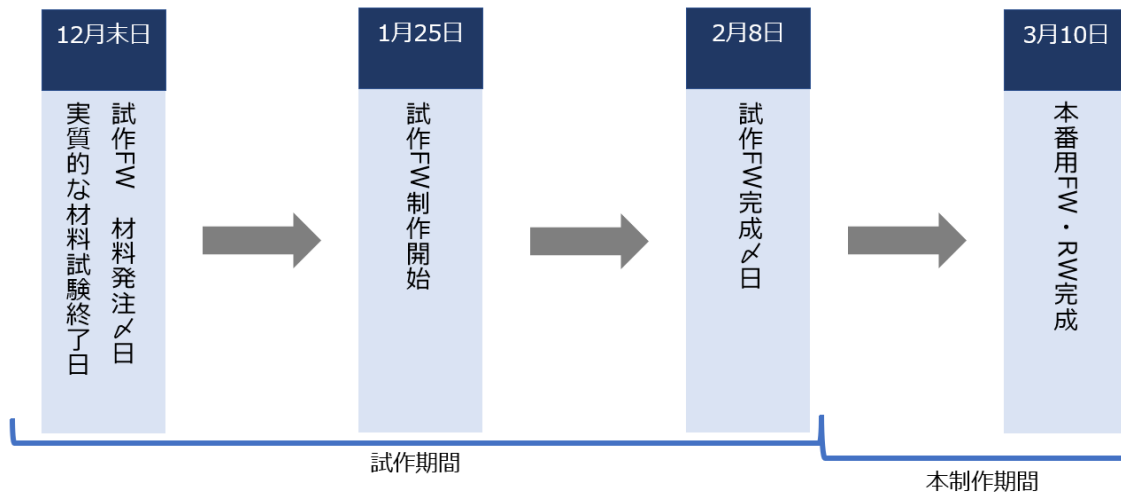 12月末日
試作FW　材料発注〆日
実質的な材料試験終了日
1月25日
試作FW制作開始
2月8日
試作FW完成〆日
3月10日
本番用FW・RW完成
試作期間
本制作期間